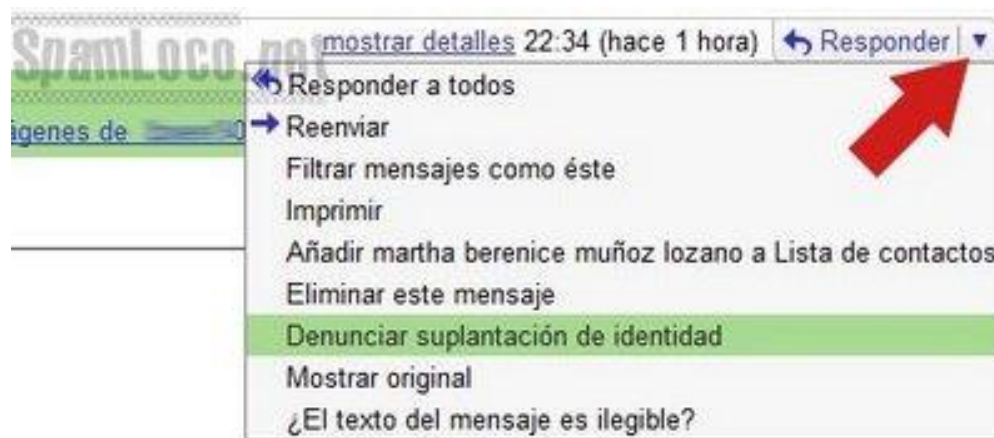 SpamLoco.net
mostrar detalles 22:34 (hace 1 hora) Responder
Responder a todos
ágenes de
Reenviar
Filtrar mensajes como éste
Imprimir
Añadir martha berenice muñoz lozano a Lista de contactos
Eliminar este mensaje
Denunciar suplantación de identidad
Mostrar original
¿El texto del mensaje es ilegible?